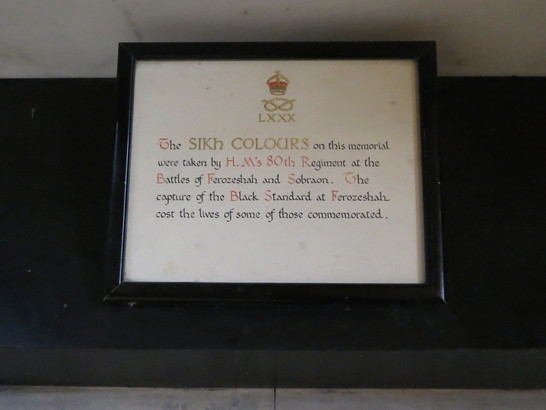 LXXX
The SIKh COLOURS on this memorial
were taken by H.M's 80th Regiment at the
Battles of Ferozeshah and Sobraon. The
capture of the Black Standard at Ferozeshah
cost the lives of some of those commemorated.